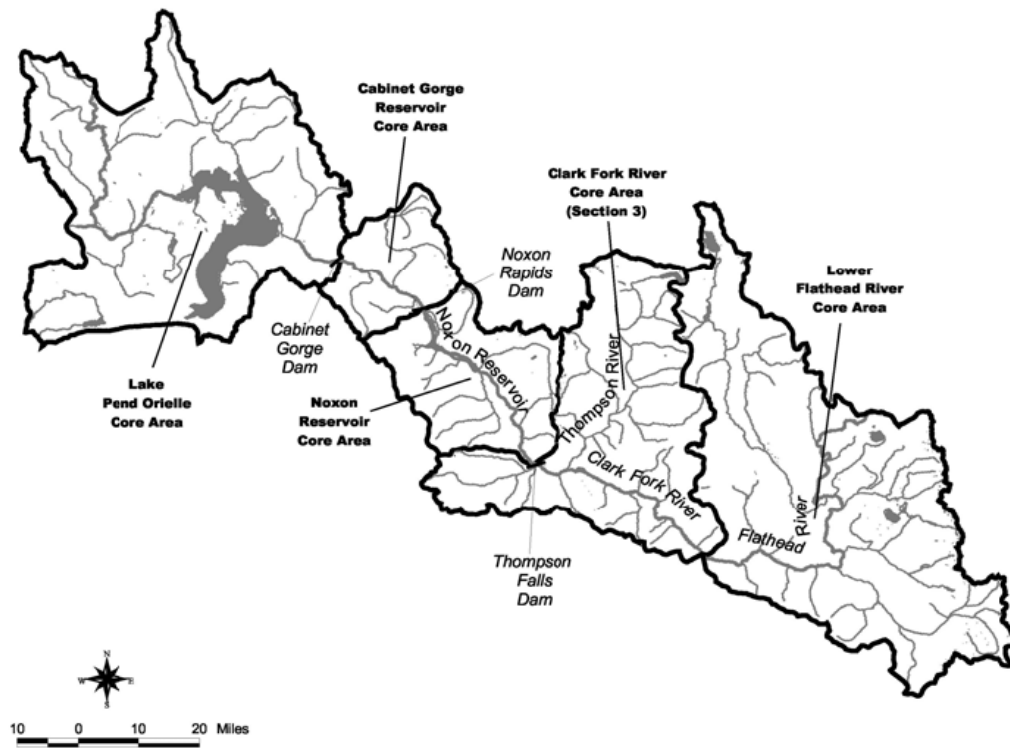 Cabinet Gorge
Reservoir
Core Area
Clark Fork River
Core Area
(Section 3)
Noxon
Rapids
Dam
Lower
Flathead River
Core Area
Cabinet
Gorge
Dam
Noxon Reservoir
Thompson River
Lake
Pend Orielle
Core Area
Noxon
Reservoir
Core Area
Clark Fork River
Flathead
River
Thompson
Falls
Dam
N
W E
S
10 0 10 20 Miles